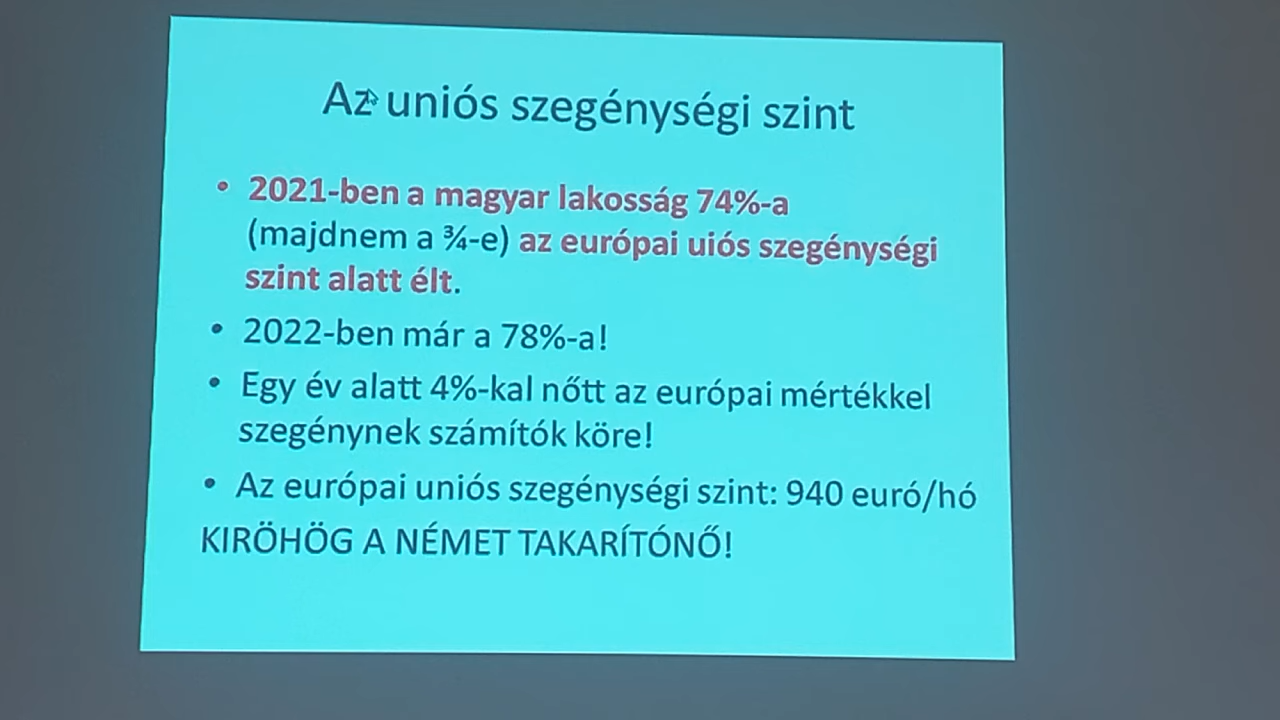 Az uniós szegénységi szint
• 2021-ben a magyar lakosság 74%-a
(majdnem a ¾-e) az európai uiós szegénységi
szint alatt élt.
• 2022-ben már a 78%-a!
• Egy év alatt 4%-kal nőtt az európai mértékkel
szegénynek számítók köre!
• Az európai uniós szegénységi szint: 940 euró/hó
KIRÖHÖG A NÉMET TAKARÍTÓNŐ!